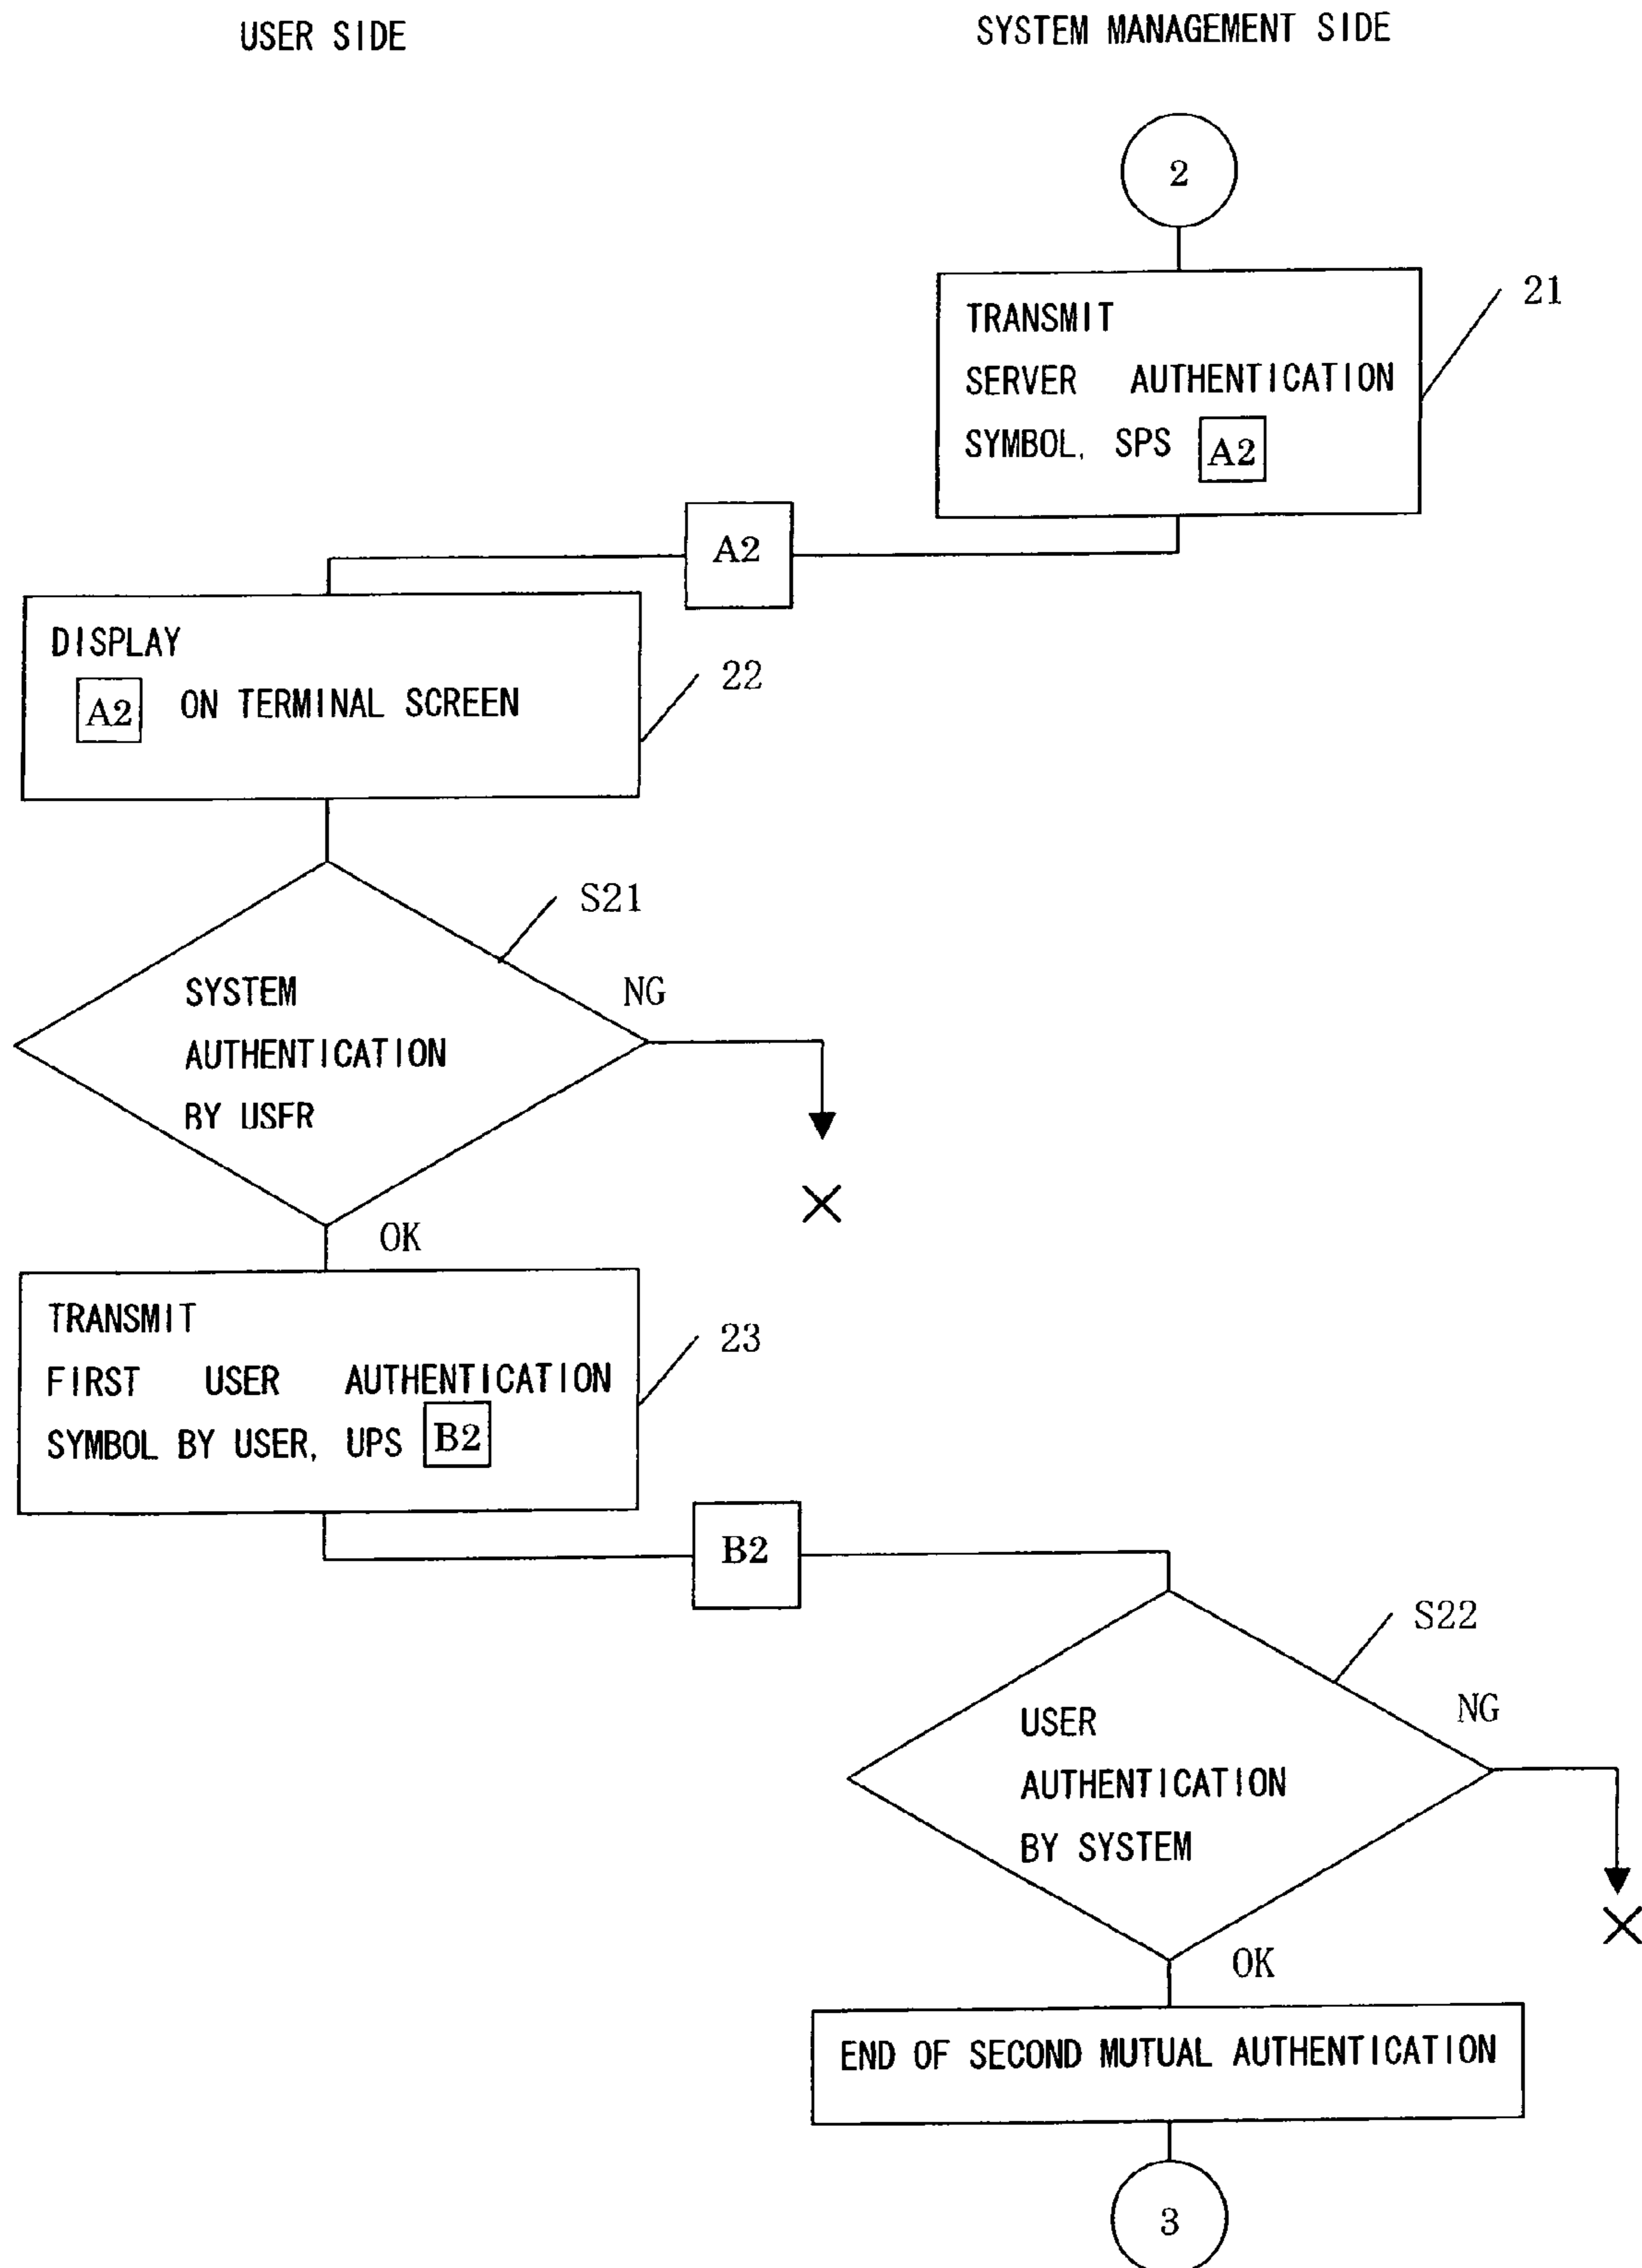 USER SIDE
SYSTEM MANAGEMENT SIDE
2
21
TRANSMIT
SERVER AUTHENTICATION
SYMBOL, SPS A2
A2
DISPLAY
A2 ON TERMINAL SCREEN
22
S21
SYSTEM
AUTHENTICATION
BY USER
NG
OK
TRANSMIT
FIRST USER AUTHENTICATION
SYMBOL BY USER, UPS B2
23
B2
S22
USER
AUTHENTICATION
BY SYSTEM
NG
OK
END OF SECOND MUTUAL AUTHENTICATION
3